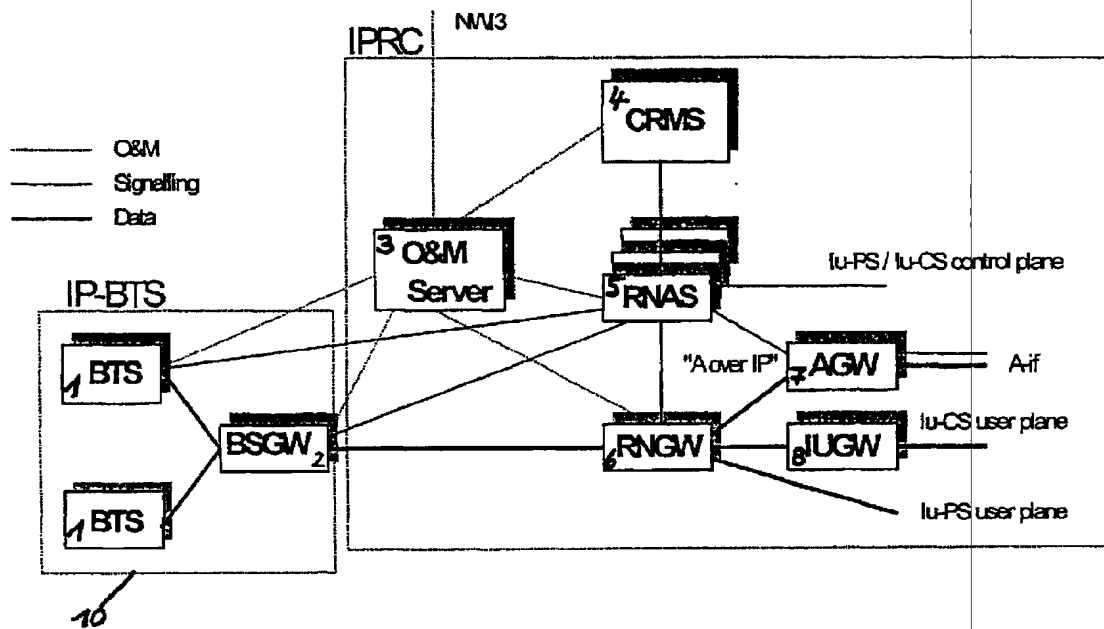 NWI3
IPRC
4 CRMS
O&M
Signalling
Data
3 O&M
Server
5 RNAS
Iu-PS / Iu-CS control plane
IP-BTS
1 BTS
"A over IP"
7 AGW
A-if
BSGW 2
6 RNGW
8 IUGW
Iu-CS user plane
1 BTS
Iu-PS user plane
10